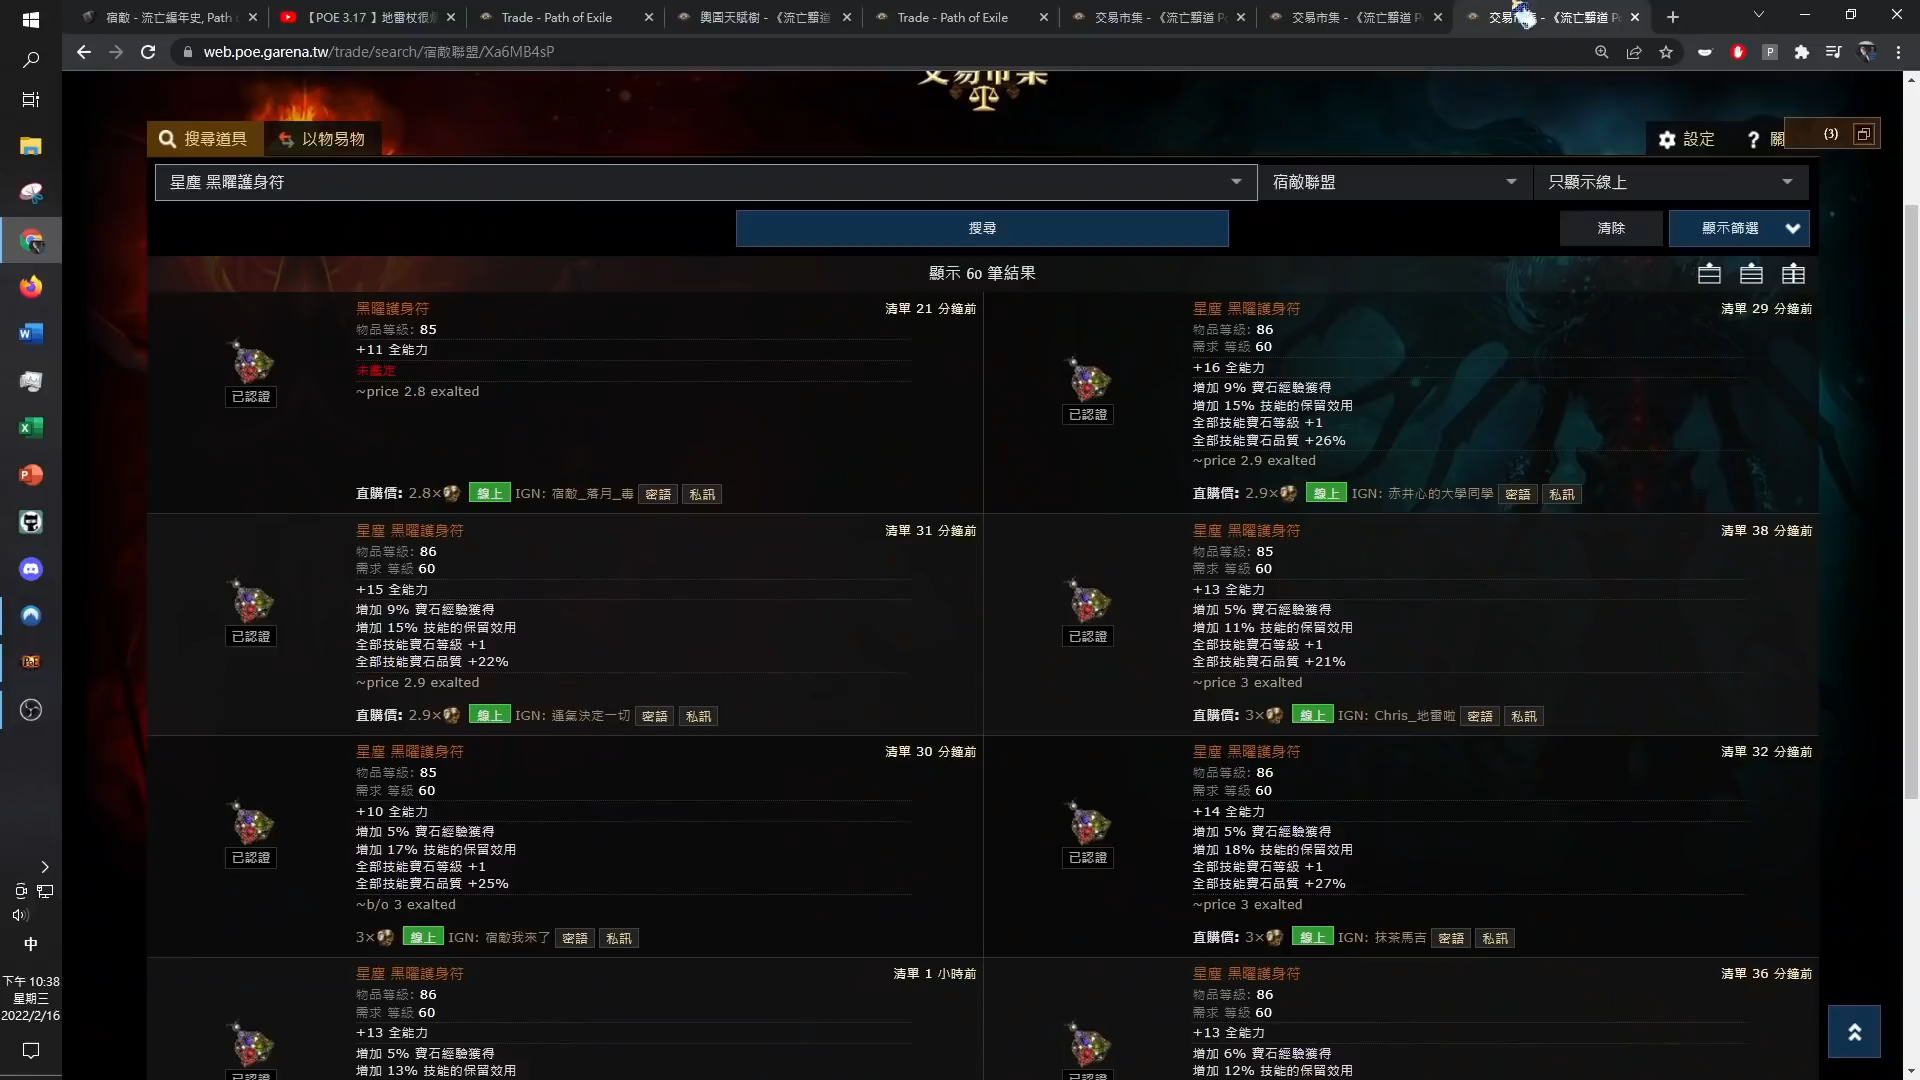 宿敵 - 流亡編年史, Path
【POE 3.17 】地雷杖很
Trade - Path of Exile
輿圖天賦樹 - 《流亡黯道
Trade - Path of Exile
交易市集 - 《流亡黯道 P
交易市集 - 《流亡黯道 P
交易市集 - 《流亡黯道 P
web.poe.garena.tw/trade/search/宿敵聯盟/Xa6MB4sP
交易市集
搜尋道具
以物易物
設定
? 關
(3)
星塵 黑曜護身符
宿敵聯盟
只顯示線上
搜尋
清除
顯示篩選
顯示 60 筆結果
黑曜護身符
清單 21 分鐘前
物品等級: 85
+11 全能力
未鑑定
~price 2.8 exalted
已認證
直購價: 2.8× 線上 IGN: 宿敵_落月_毒 密語 私訊
星塵 黑曜護身符
清單 29 分鐘前
物品等級: 86
需求 等級 60
+16 全能力
增加 9% 寶石經驗獲得
增加 15% 技能的保留效用
全部技能寶石等級 +1
全部技能寶石品質 +26%
~price 2.9 exalted
已認證
直購價: 2.9× 線上 IGN: 赤井心的大學同學 密語 私訊
星塵 黑曜護身符
清單 31 分鐘前
物品等級: 86
需求 等級 60
+15 全能力
增加 9% 寶石經驗獲得
增加 15% 技能的保留效用
全部技能寶石等級 +1
全部技能寶石品質 +22%
~price 2.9 exalted
已認證
直購價: 2.9× 線上 IGN: 運氣決定一切 密語 私訊
星塵 黑曜護身符
清單 38 分鐘前
物品等級: 85
需求 等級 60
+13 全能力
增加 5% 寶石經驗獲得
增加 11% 技能的保留效用
全部技能寶石等級 +1
全部技能寶石品質 +21%
~price 3 exalted
已認證
直購價: 3× 線上 IGN: Chris_地雷啦 密語 私訊
星塵 黑曜護身符
清單 30 分鐘前
物品等級: 85
需求 等級 60
+10 全能力
增加 5% 寶石經驗獲得
增加 17% 技能的保留效用
全部技能寶石等級 +1
全部技能寶石品質 +25%
~b/o 3 exalted
已認證
3× 線上 IGN: 宿敵我來了 密語 私訊
星塵 黑曜護身符
清單 32 分鐘前
物品等級: 86
需求 等級 60
+14 全能力
增加 5% 寶石經驗獲得
增加 18% 技能的保留效用
全部技能寶石等級 +1
全部技能寶石品質 +27%
~price 3 exalted
已認證
直購價: 3× 線上 IGN: 抹茶馬吉 密語 私訊
星塵 黑曜護身符
清單 1 小時前
物品等級: 86
需求 等級 60
+13 全能力
增加 5% 寶石經驗獲得
增加 13% 技能的保留效用
已認證
星塵 黑曜護身符
清單 36 分鐘前
物品等級: 86
需求 等級 60
+13 全能力
增加 6% 寶石經驗獲得
增加 12% 技能的保留效用
已認證
中
下午 10:38
星期三
2022/2/16